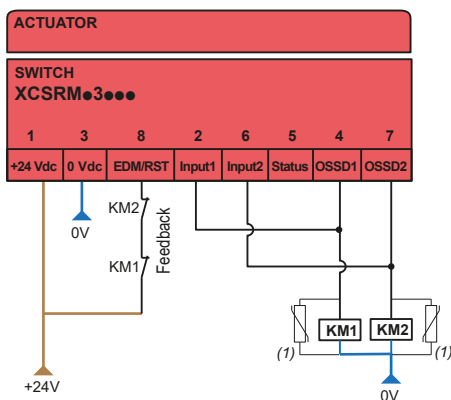 ACTUATOR
SWITCH
XCSRM●3●●●
1 3 8 2 6 5 4 7
+24 Vdc 0 Vdc EDM/RST Input1 Input2 Status OSSD1 OSSD2
KM2
0V
Feedback
KM1
KM1 KM2
(1) (1)
+24V
0V